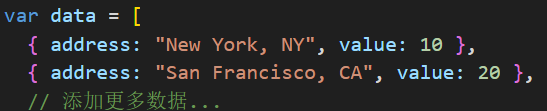 var data = [
{ address: "New York, NY", value: 10 },
{ address: "San Francisco, CA", value: 20 },
// 添加更多数据...